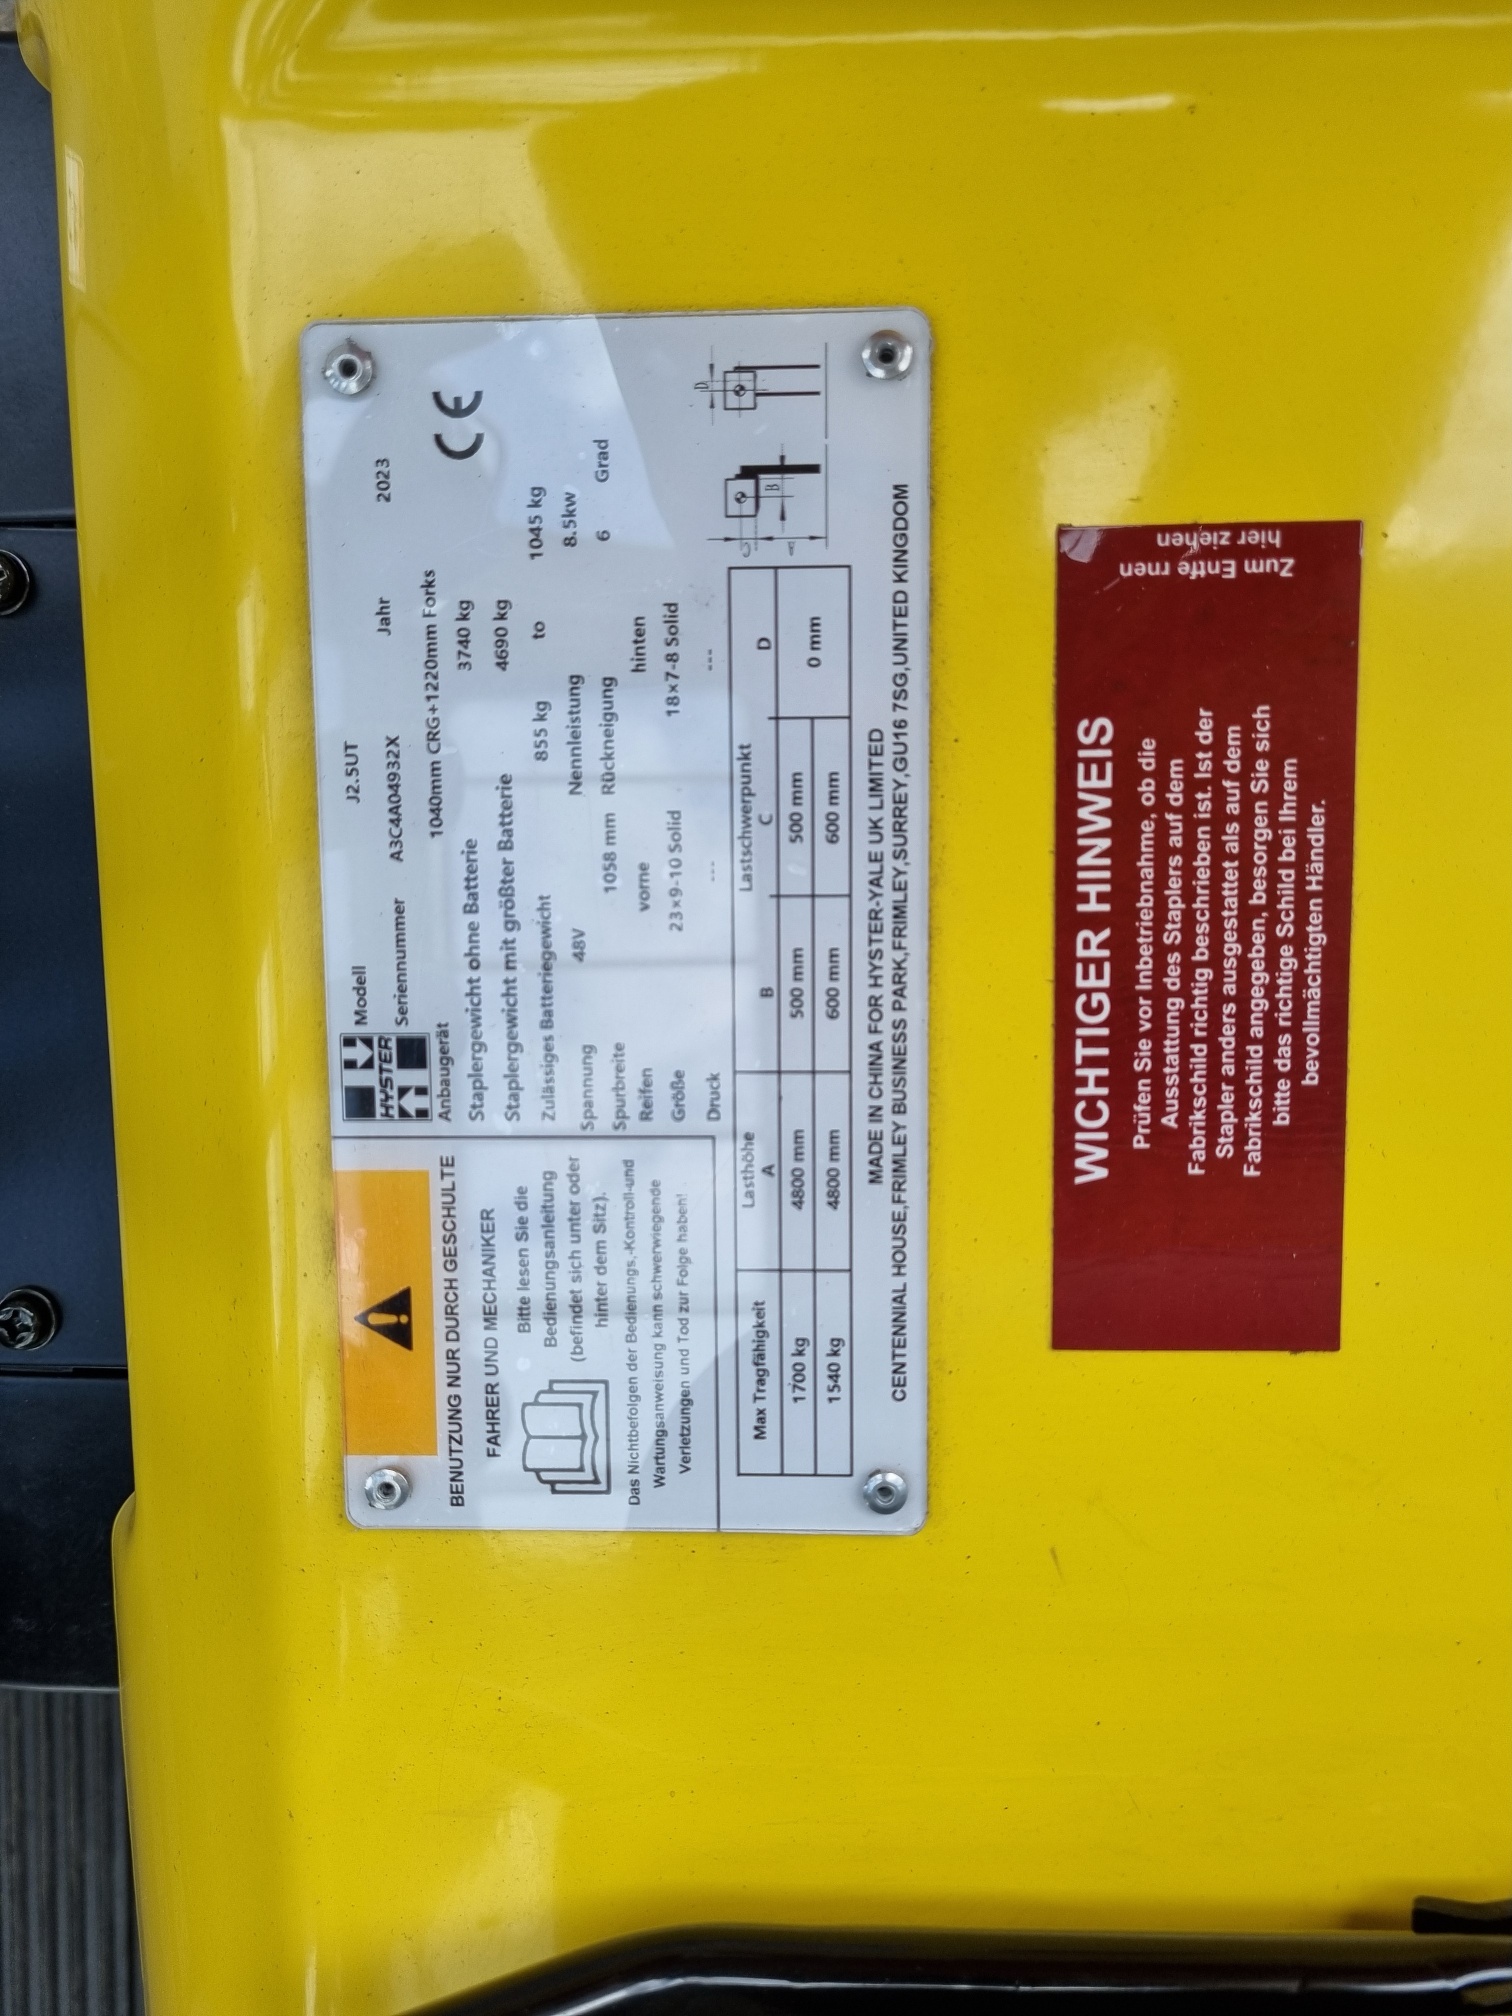 BENUTZUNG NUR DURCH GESCHULTE
FAHRER UND MECHANIKER
Bitte lesen Sie die
Bedienungsanleitung
(befindet sich unter oder
hinter dem Sitz).
Das Nichtbefolgen der Bedienungs,-Kontroll-und
Wartungsanweisung kann schwerwiegende
Verletzungen und Tod zur Folge haben!
HYSTER
Modell J2.5UT
Seriennummer A3C4A04932X Jahr 2023
Anbaugerät 1040mm CRG+1220mm Forks
CE
Staplergewicht ohne Batterie 3740 kg
Staplergewicht mit größter Batterie 4690 kg
Zulässiges Batteriegewicht 855 kg to 1045 kg
Spannung 48V Nennleistung 8.5kw
Spurbreite 1058 mm Rückneigung 6 Grad
Reifen vorne hinten
Größe 23×9-10 Solid 18×7-8 Solid
Druck --- ---
Lasthöhe Lastschwerpunkt
Max Tragfähigkeit A B C D
1700 kg 4800 mm 500 mm 500 mm 0 mm
1540 kg 4800 mm 600 mm 600 mm
C A B D
MADE IN CHINA FOR HYSTER-YALE UK LIMITED
CENTENNIAL HOUSE,FRIMLEY BUSINESS PARK,FRIMLEY,SURREY,GU16 7SG,UNITED KINGDOM
WICHTIGER HINWEIS
Prüfen Sie vor Inbetriebnahme, ob die
Ausstattung des Staplers auf dem
Fabrikschild richtig beschrieben ist. Ist der
Stapler anders ausgestattet als auf dem
Fabrikschild angegeben, besorgen Sie sich
bitte das richtige Schild bei Ihrem
bevollmächtigten Händler.
Zum Entfe rnen
hier ziehen